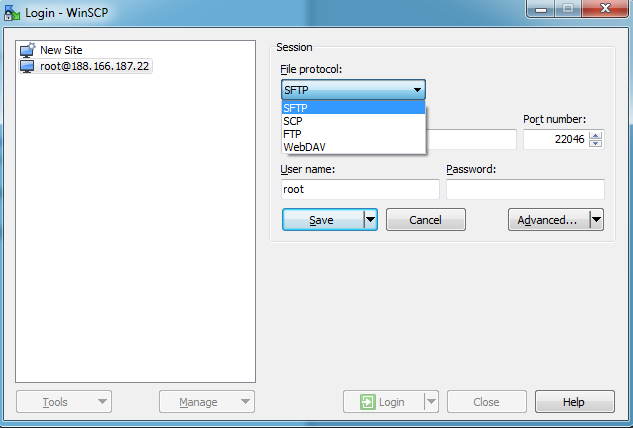 Login - WinSCP
New Site
root@188.166.187.22
Session
File protocol:
SFTP
SFTP
SCP
FTP
WebDAV
Port number:
22046
User name:
Password:
root
Save
Cancel
Advanced...
Tools
Manage
Login
Close
Help